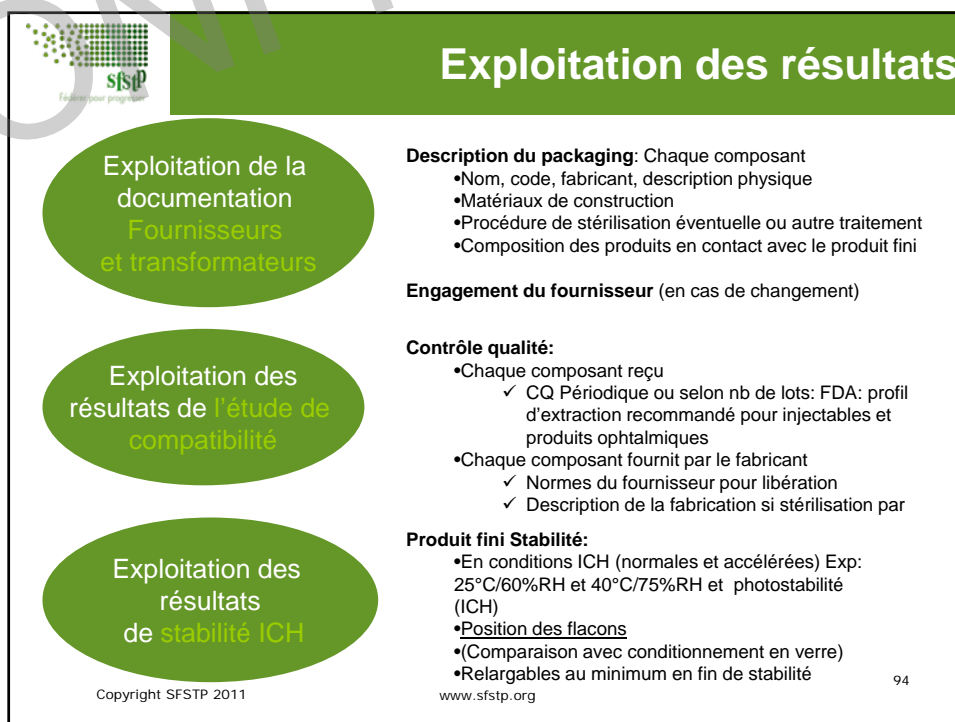 sfstp
Fédérer pour progresser
Exploitation des résultats
Exploitation de la
documentation
Fournisseurs
et transformateurs
Description du packaging: Chaque composant
•Nom, code, fabricant, description physique
•Matériaux de construction
•Procédure de stérilisation éventuelle ou autre traitement
•Composition des produits en contact avec le produit fini
Engagement du fournisseur (en cas de changement)
Exploitation des
résultats de l'étude de
compatibilité
Contrôle qualité:
•Chaque composant reçu
✓ CQ Périodique ou selon nb de lots: FDA: profil
d'extraction recommandé pour injectables et
produits ophtalmiques
•Chaque composant fournit par le fabricant
✓ Normes du fournisseur pour libération
✓ Description de la fabrication si stérilisation par
Exploitation des
résultats
de stabilité ICH
Produit fini Stabilité:
•En conditions ICH (normales et accélérées) Exp:
25°C/60%RH et 40°C/75%RH et photostabilité
(ICH)
•Position des flacons
•(Comparaison avec conditionnement en verre)
•Relargables au minimum en fin de stabilité
Copyright SFSTP 2011
www.sfstp.org
94